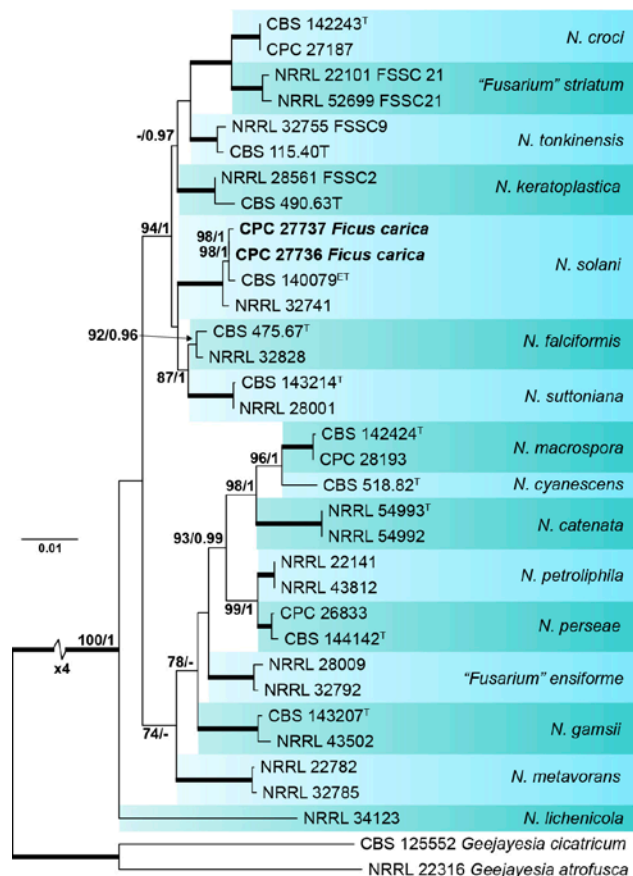 CBS 142243ᵀ
N. croci
CPC 27187
NRRL 22101 FSSC 21
"Fusarium" striatum
NRRL 52699 FSSC21
NRRL 32755 FSSC9
-/0.97
N. tonkinensis
CBS 115.40T
NRRL 28561 FSSC2
N. keratoplastica
CBS 490.63T
94/1
98/1
CPC 27737 Ficus carica
98/1
CPC 27736 Ficus carica
N. solani
CBS 140079ᴱᵀ
NRRL 32741
92/0.96
CBS 475.67ᵀ
N. falciformis
NRRL 32828
87/1
CBS 143214ᵀ
N. suttoniana
NRRL 28001
CBS 142424ᵀ
N. macrospora
96/1
CPC 28193
98/1
CBS 518.82ᵀ
N. cyanescens
NRRL 54993ᵀ
N. catenata
NRRL 54992
0.01
93/0.99
NRRL 22141
N. petroliphila
NRRL 43812
99/1
CPC 26833
N. perseae
CBS 144142ᵀ
100/1
x4
78/-
NRRL 28009
"Fusarium" ensiforme
NRRL 32792
CBS 143207ᵀ
N. gamsii
74/-
NRRL 43502
NRRL 22782
N. metavorans
NRRL 32785
NRRL 34123
N. lichenicola
CBS 125552 Geejayesia cicatricum
NRRL 22316 Geejayesia atrofusca